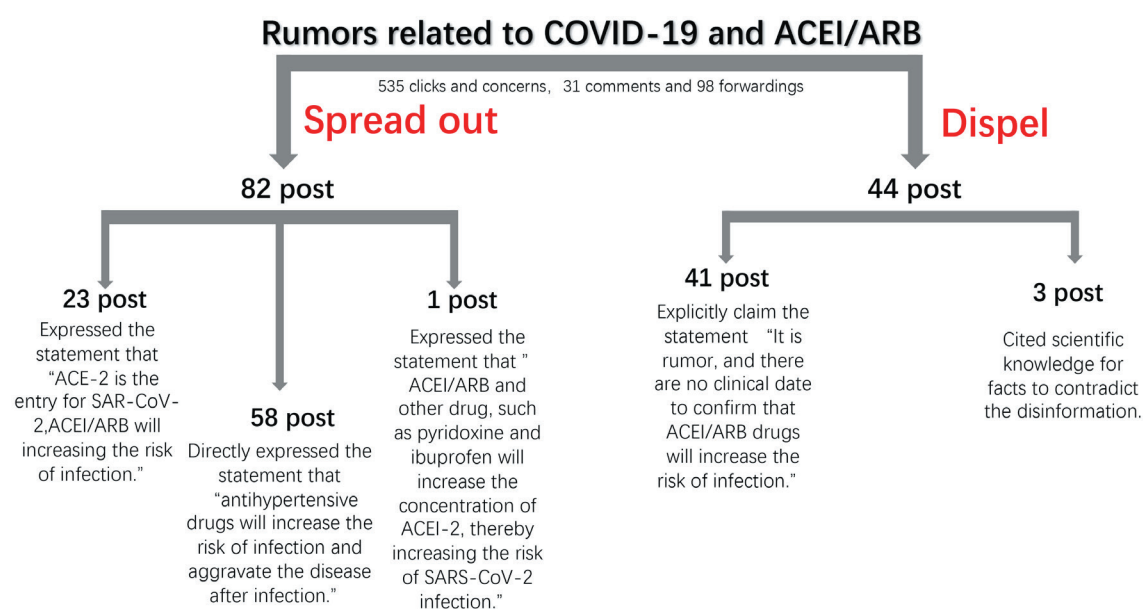 Rumors related to COVID-19 and ACEI/ARB
535 clicks and concerns, 31 comments and 98 forwardings
Spread out
Dispel
82 post
44 post
23 post
Expressed the
statement that
“ACE-2 is the
entry for SAR-CoV-
2,ACEI/ARB will
increasing the risk
of infection.”
58 post
Directly expressed the
statement that
“antihypertensive
drugs will increase the
risk of infection and
aggravate the disease
after infection.”
1 post
Expressed the
statement that ”
ACEI/ARB and
other drug, such
as pyridoxine and
ibuprofen will
increase the
concentration of
ACEI-2, thereby
increasing the risk
of SARS-CoV-2
infection.”
41 post
Explicitly claim the
statement “It is
rumor, and there
are no clinical date
to confirm that
ACEI/ARB drugs
will increase the
risk of infection.”
3 post
Cited scientific
knowledge for
facts to contradict
the disinformation.